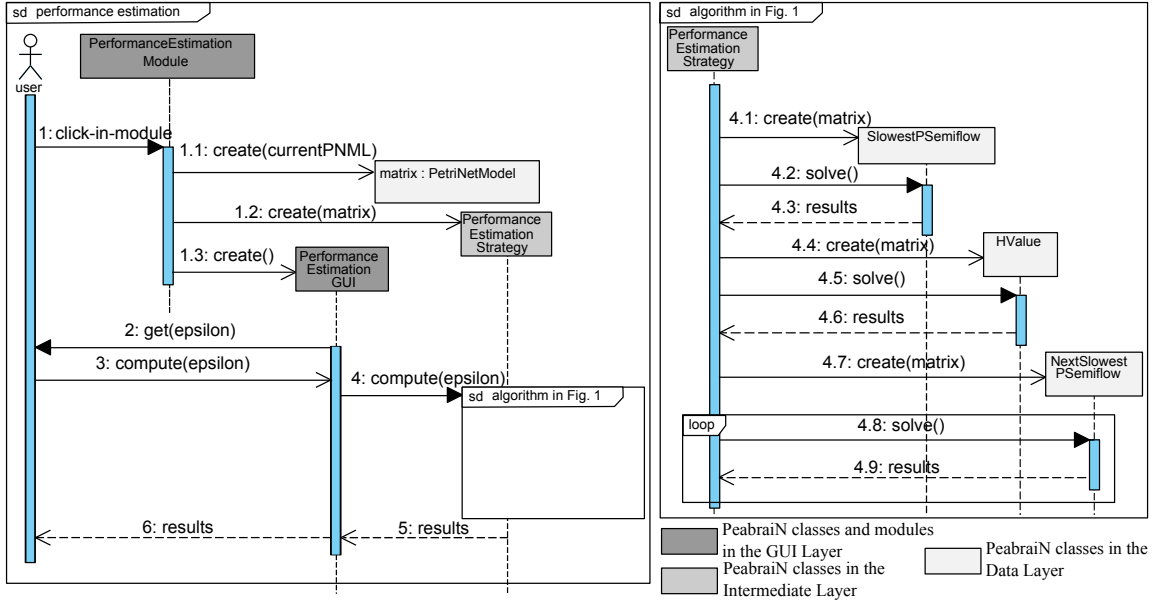 sd performance estimation
user
PerformanceEstimation
Module
1: click-in-module
1.1: create(currentPNML)
matrix : PetriNetModel
1.2: create(matrix)
Performance
Estimation
Strategy
1.3: create()
Performance
Estimation
GUI
2: get(epsilon)
3: compute(epsilon)
4: compute(epsilon)
sd algorithm in Fig. 1
6: results
5: results
sd algorithm in Fig. 1
Performance
Estimation
Strategy
4.1: create(matrix)
SlowestPSemiflow
4.2: solve()
4.3: results
4.4: create(matrix)
HValue
4.5: solve()
4.6: results
4.7: create(matrix)
NextSlowest
PSemiflow
loop
4.8: solve()
4.9: results
PeabraiN classes and modules
in the GUI Layer
PeabraiN classes in the
Intermediate Layer
PeabraiN classes in the
Data Layer